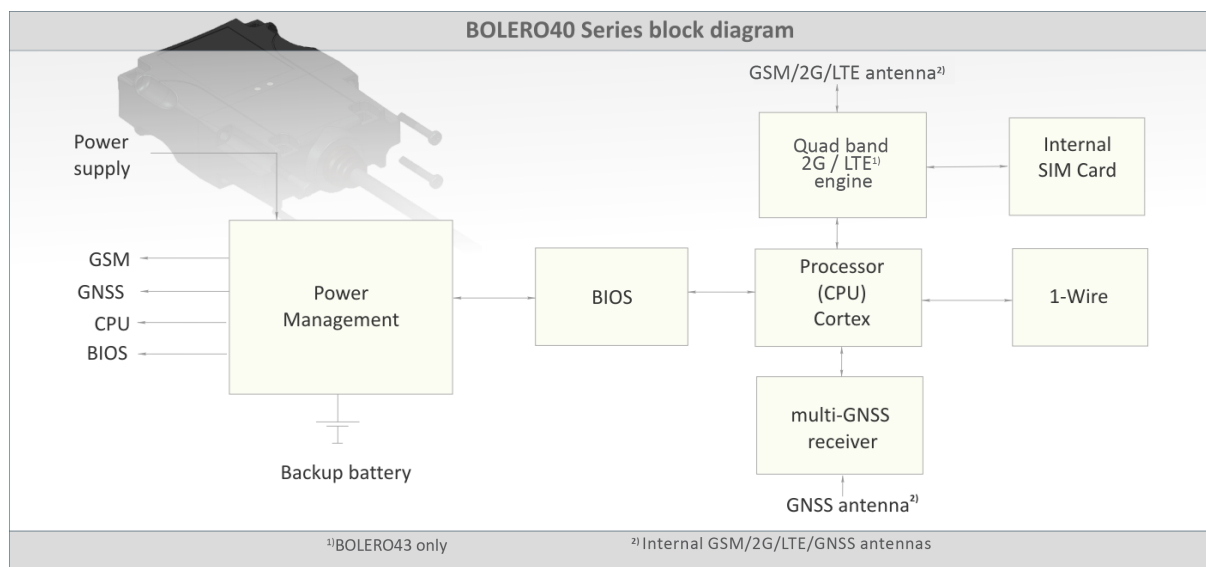 BOLERO40 Series block diagram
GSM/2G/LTE antenna²⁾
Power
supply
Quad band
2G / LTE¹⁾
engine
Internal
SIM Card
GSM
GNSS
CPU
BIOS
Power
Management
BIOS
Processor
(CPU)
Cortex
1-Wire
multi-GNSS
receiver
Backup battery
GNSS antenna²⁾
¹⁾BOLERO43 only
²⁾ Internal GSM/2G/LTE/GNSS antennas